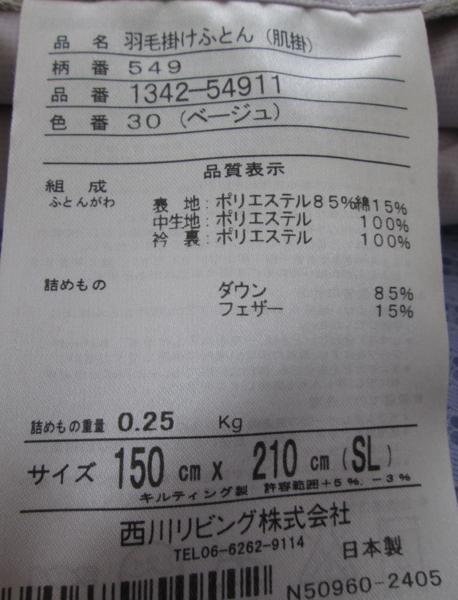 品 名 羽毛掛けふとん (肌掛)
柄 番 549
品 番 1342-54911
色 番 30 (ベージュ)
品質表示
組 成
ふとんがわ
表 地:ポリエステル85%綿15%
中生地:ポリエステル 100%
衿 裏:ポリエステル 100%
詰めもの ダウン 85%
フェザー 15%
詰めもの重量 0.25 Kg
サイズ 150 cm x 210 cm (SL)
キルティング製 許容範囲+5%,-3%
西川リビング株式会社
TEL06-6262-9114 日本製
N50960-2405